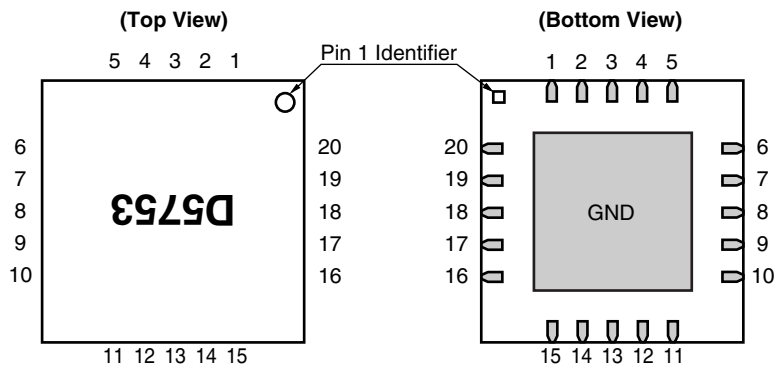 (Top View)
(Bottom View)
Pin 1 Identifier
5 4 3 2 1
1 2 3 4 5
6 20
20 6
7 19
19 7
8 D5753 18
18 GND 8
9 17
17 9
10 16
16 10
11 12 13 14 15
15 14 13 12 11